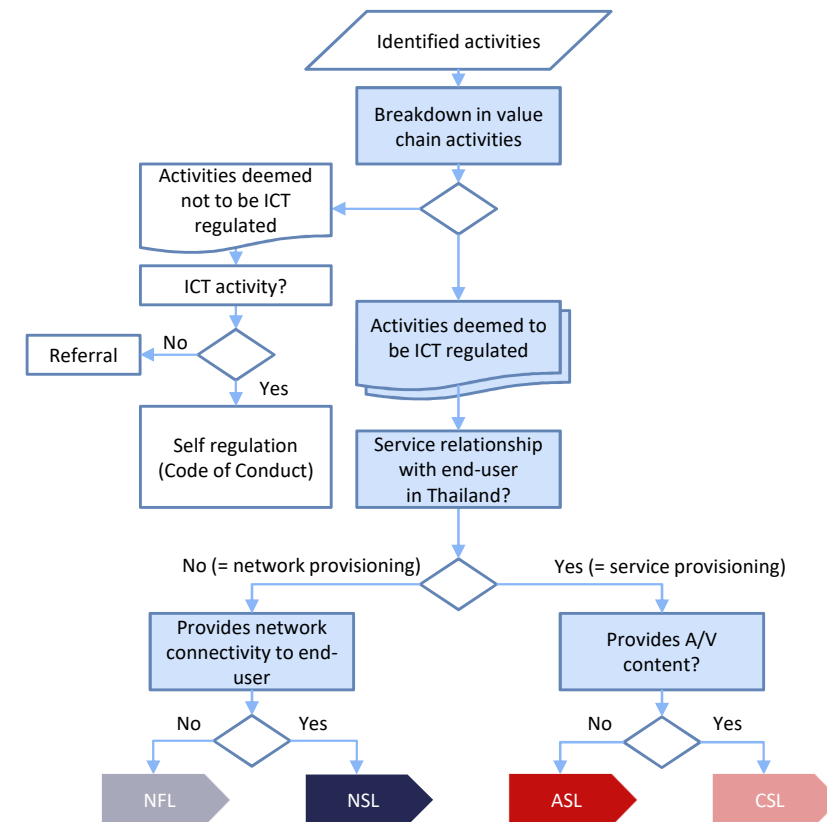 Identified activities
Breakdown in value
chain activities
Activities deemed
not to be ICT
regulated
ICT activity?
Activities deemed to
be ICT regulated
No
Referral
Yes
Self regulation
(Code of Conduct)
Service relationship
with end-user
in Thailand?
No (= network provisioning)
Yes (= service provisioning)
Provides network
connectivity to end-
user
Provides A/V
content?
No
Yes
No
Yes
NFL
NSL
ASL
CSL